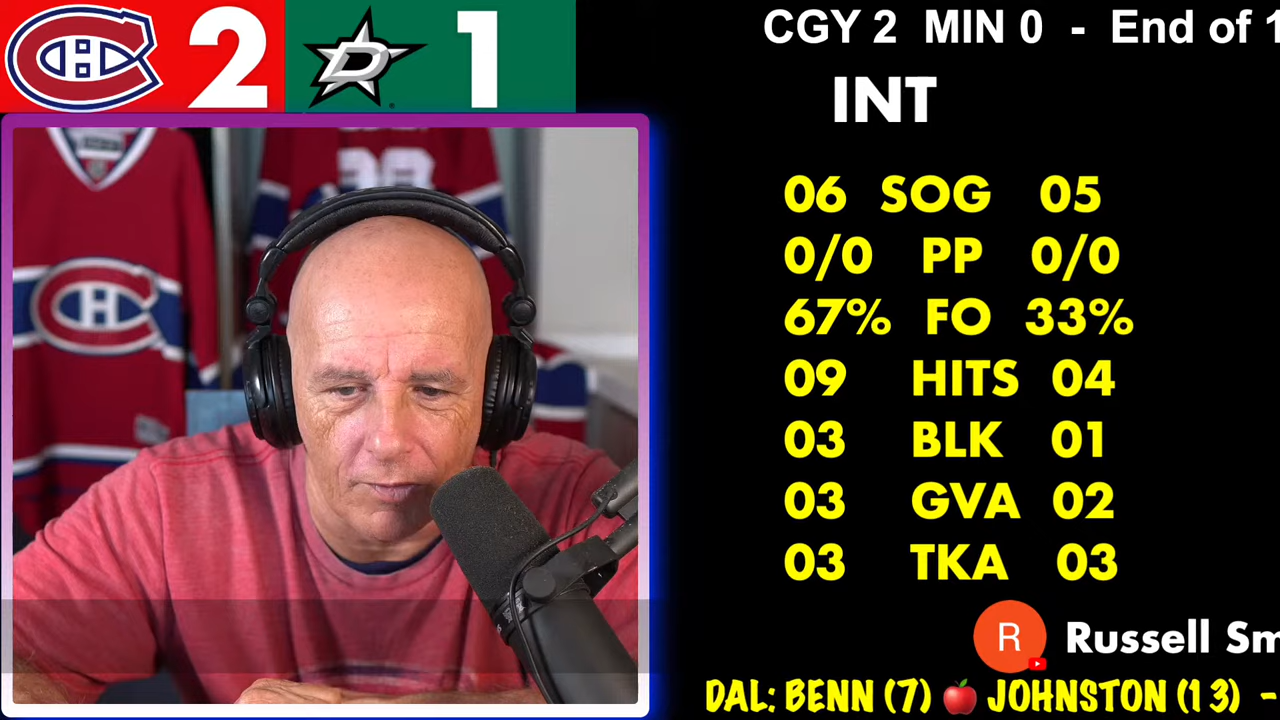 2 1 CGY 2 MIN 0 - End of 1
INT
06 SOG 05
0/0 PP 0/0
67% FO 33%
09 HITS 04
03 BLK 01
03 GVA 02
03 TKA 03
R Russell Sm
DAL: BENN (7) 🍎 JOHNSTON (13) -